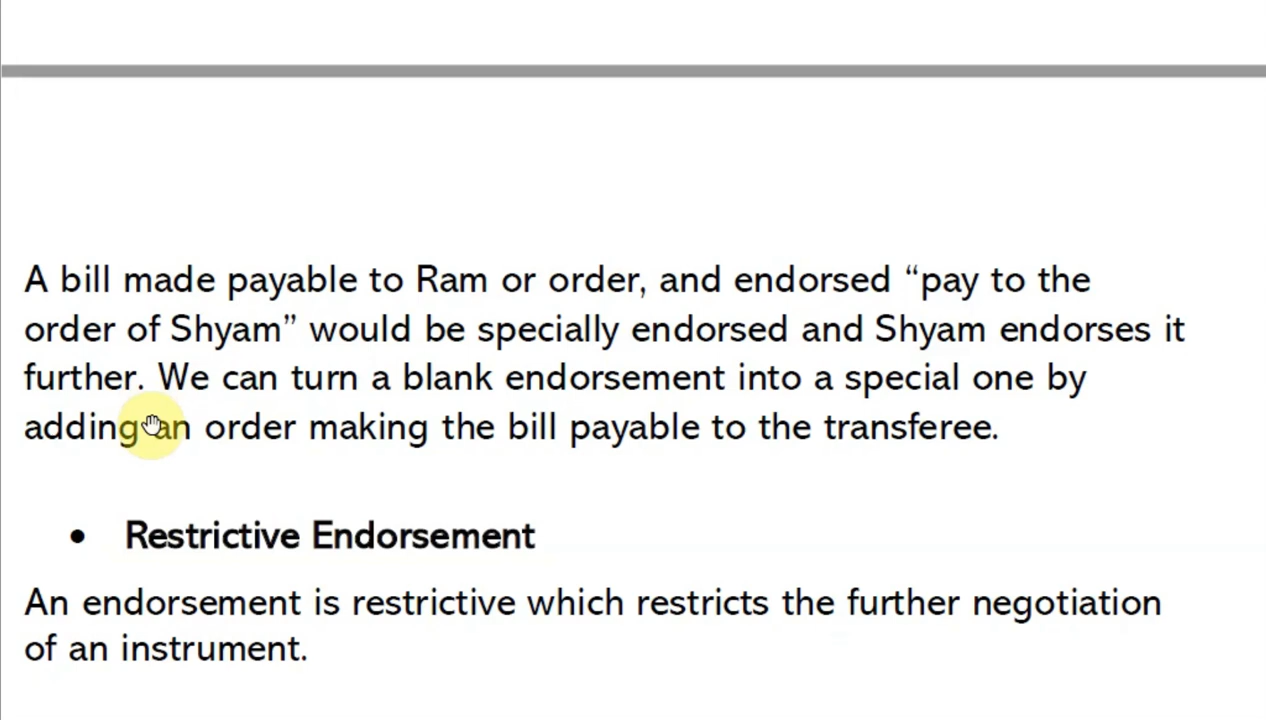 A bill made payable to Ram or order, and endorsed “pay to the
order of Shyam” would be specially endorsed and Shyam endorses it
further. We can turn a blank endorsement into a special one by
adding an order making the bill payable to the transferee.
• Restrictive Endorsement
An endorsement is restrictive which restricts the further negotiation
of an instrument.